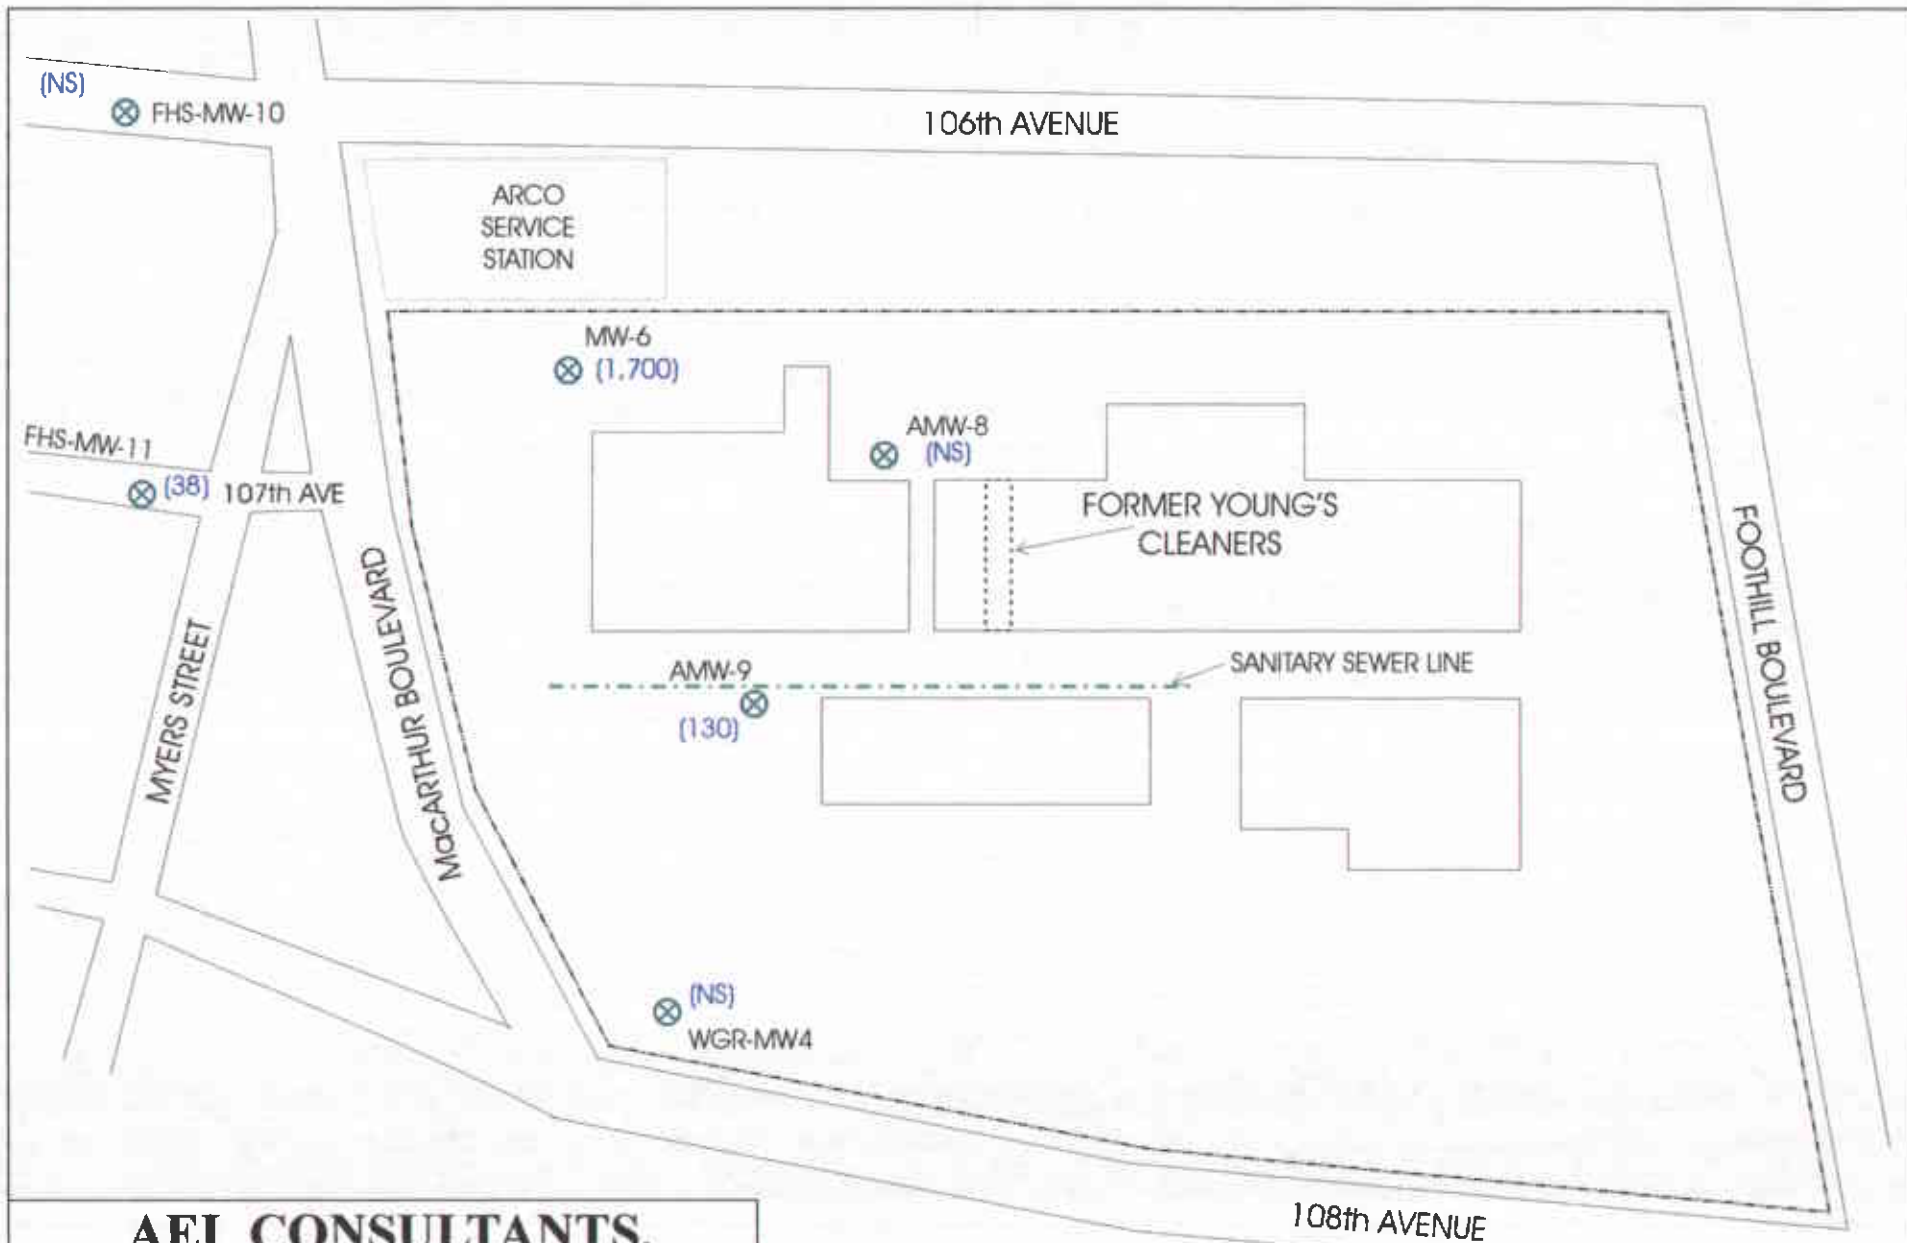 (NS)
FHS-MW-10
106th AVENUE
ARCO
SERVICE
STATION
MW-6
(1,700)
AMW-8
(NS)
FHS-MW-11
(38)
107th AVE
FORMER YOUNG'S
CLEANERS
FOOTHILL BOULEVARD
MacARTHUR BOULEVARD
MYERS STREET
SANITARY SEWER LINE
AMW-9
(130)
(NS)
WGR-MW4
108th AVENUE
AEI CONSULTANTS,